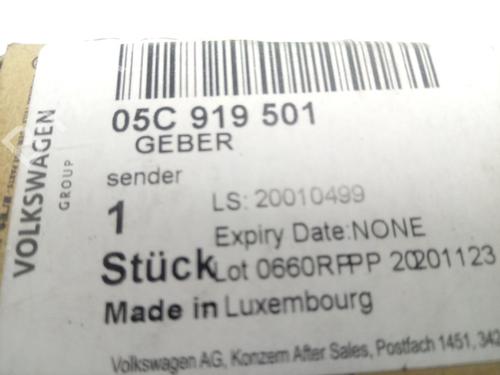 VOLKSWAGEN
GROUP
05C 919 501
GEBER
sender
1
Stück
LS: 20010499
Expiry Date:NONE
Lot 0660RPPP 20201123
Made in Luxembourg
Volkswagen AG, Konzern After Sales, Postfach 1451, 342